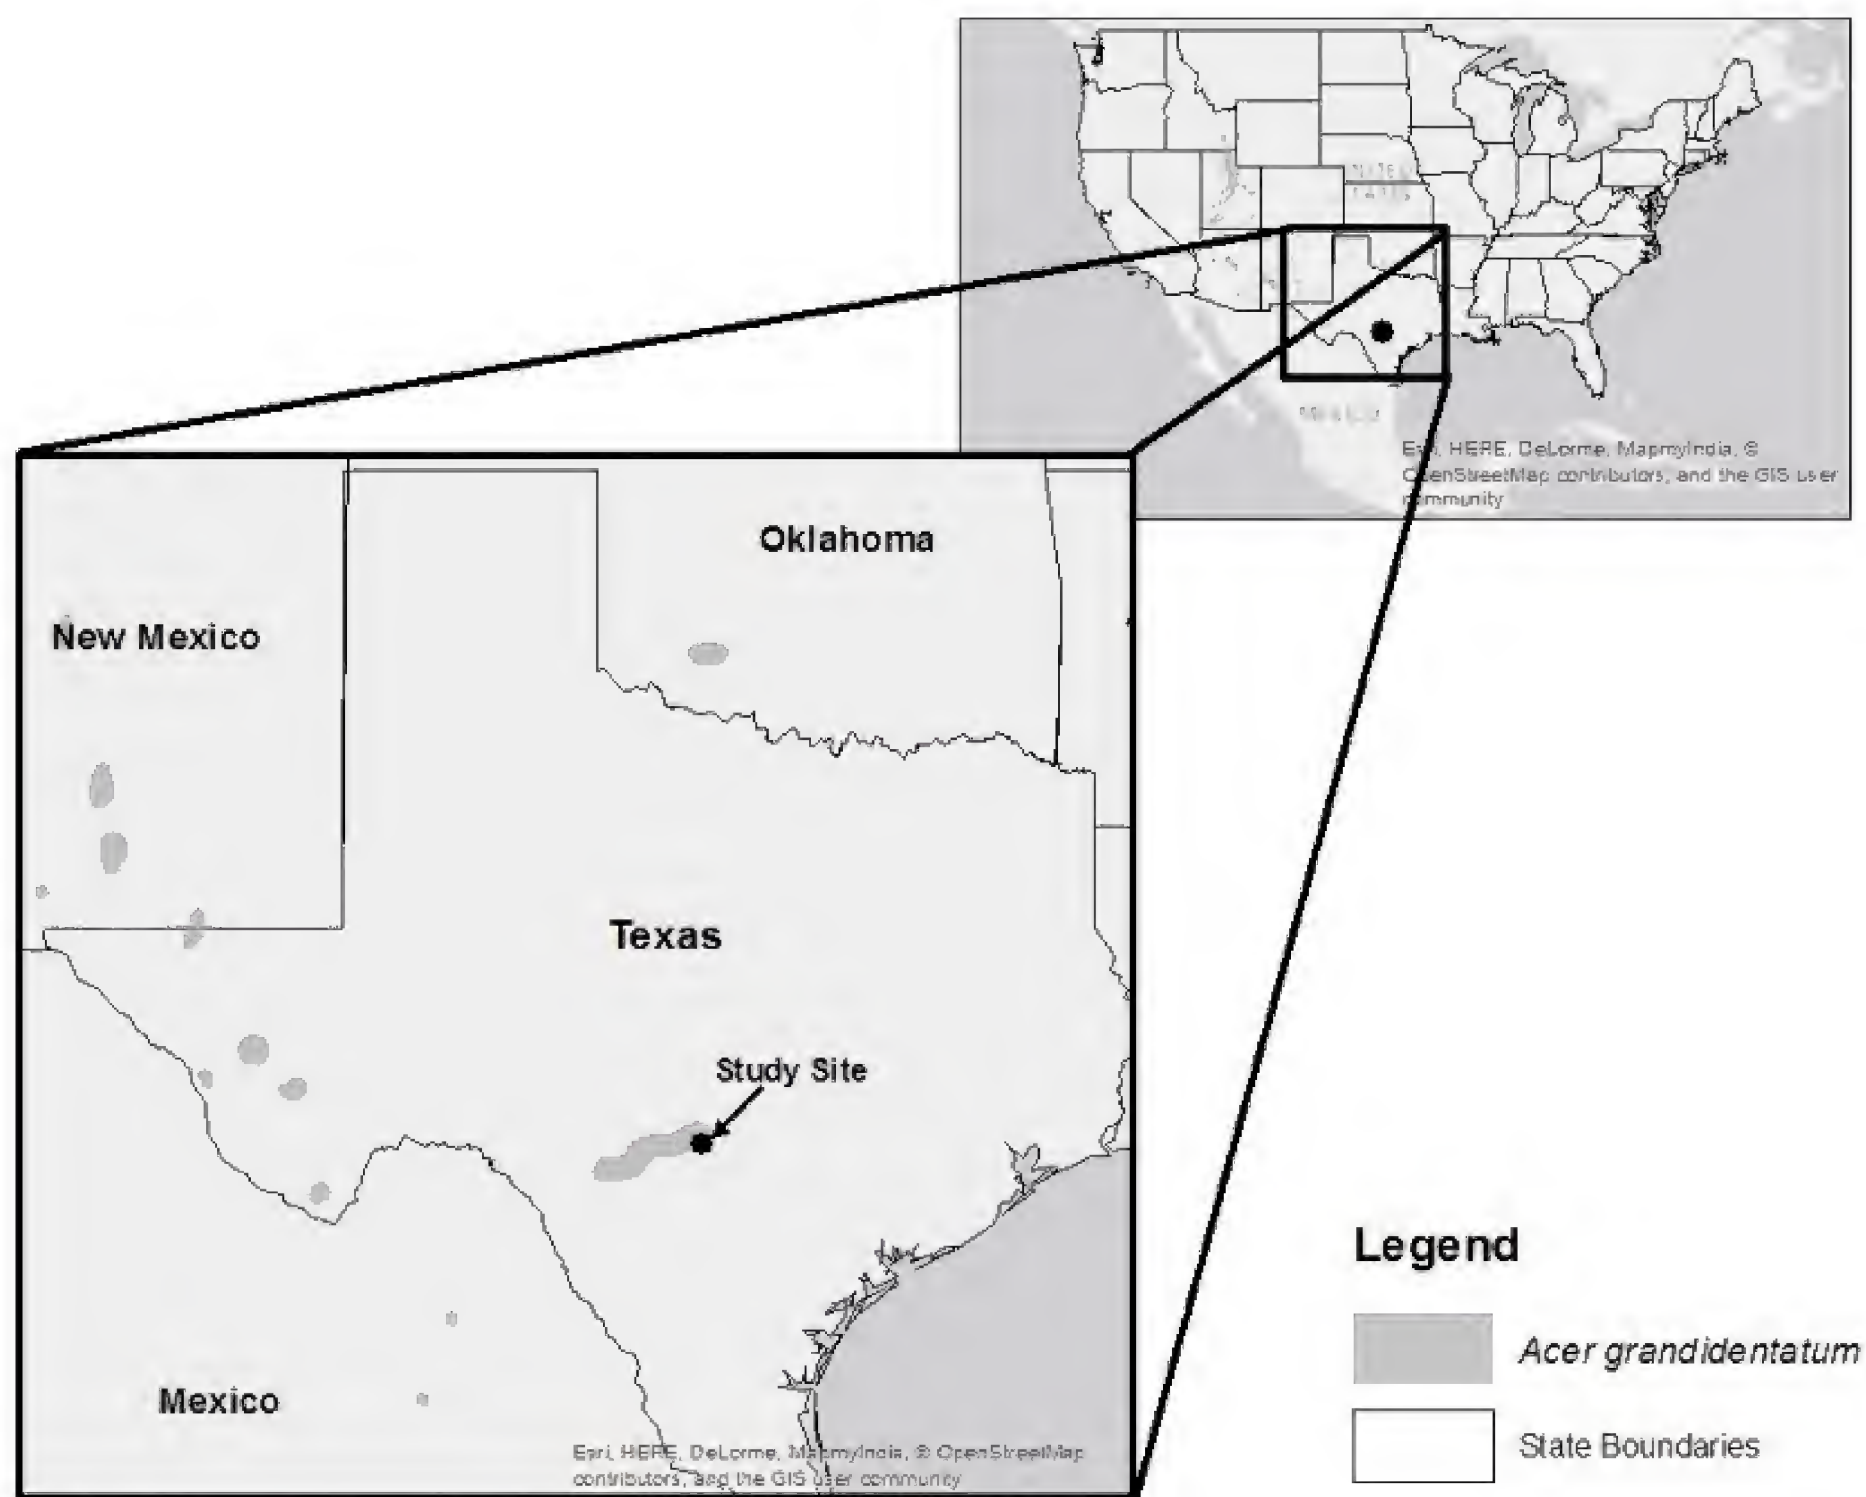 Esri, HERE, DeLorme, MapmyIndia, ©
OpenStreetMap contributors, and the GIS user
community
Oklahoma
New Mexico
Texas
Study Site
Mexico
Esri, HERE, DeLorme, MapmyIndia, © OpenStreetMap
contributors, and the GIS user community
Legend
Acer grandidentatum
State Boundaries